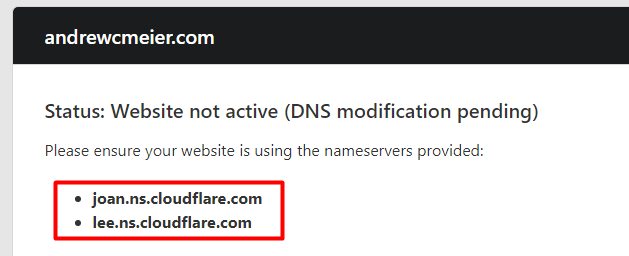 andrewcmeier.com
Status: Website not active (DNS modification pending)
Please ensure your website is using the nameservers provided:
• joan.ns.cloudflare.com
• lee.ns.cloudflare.com